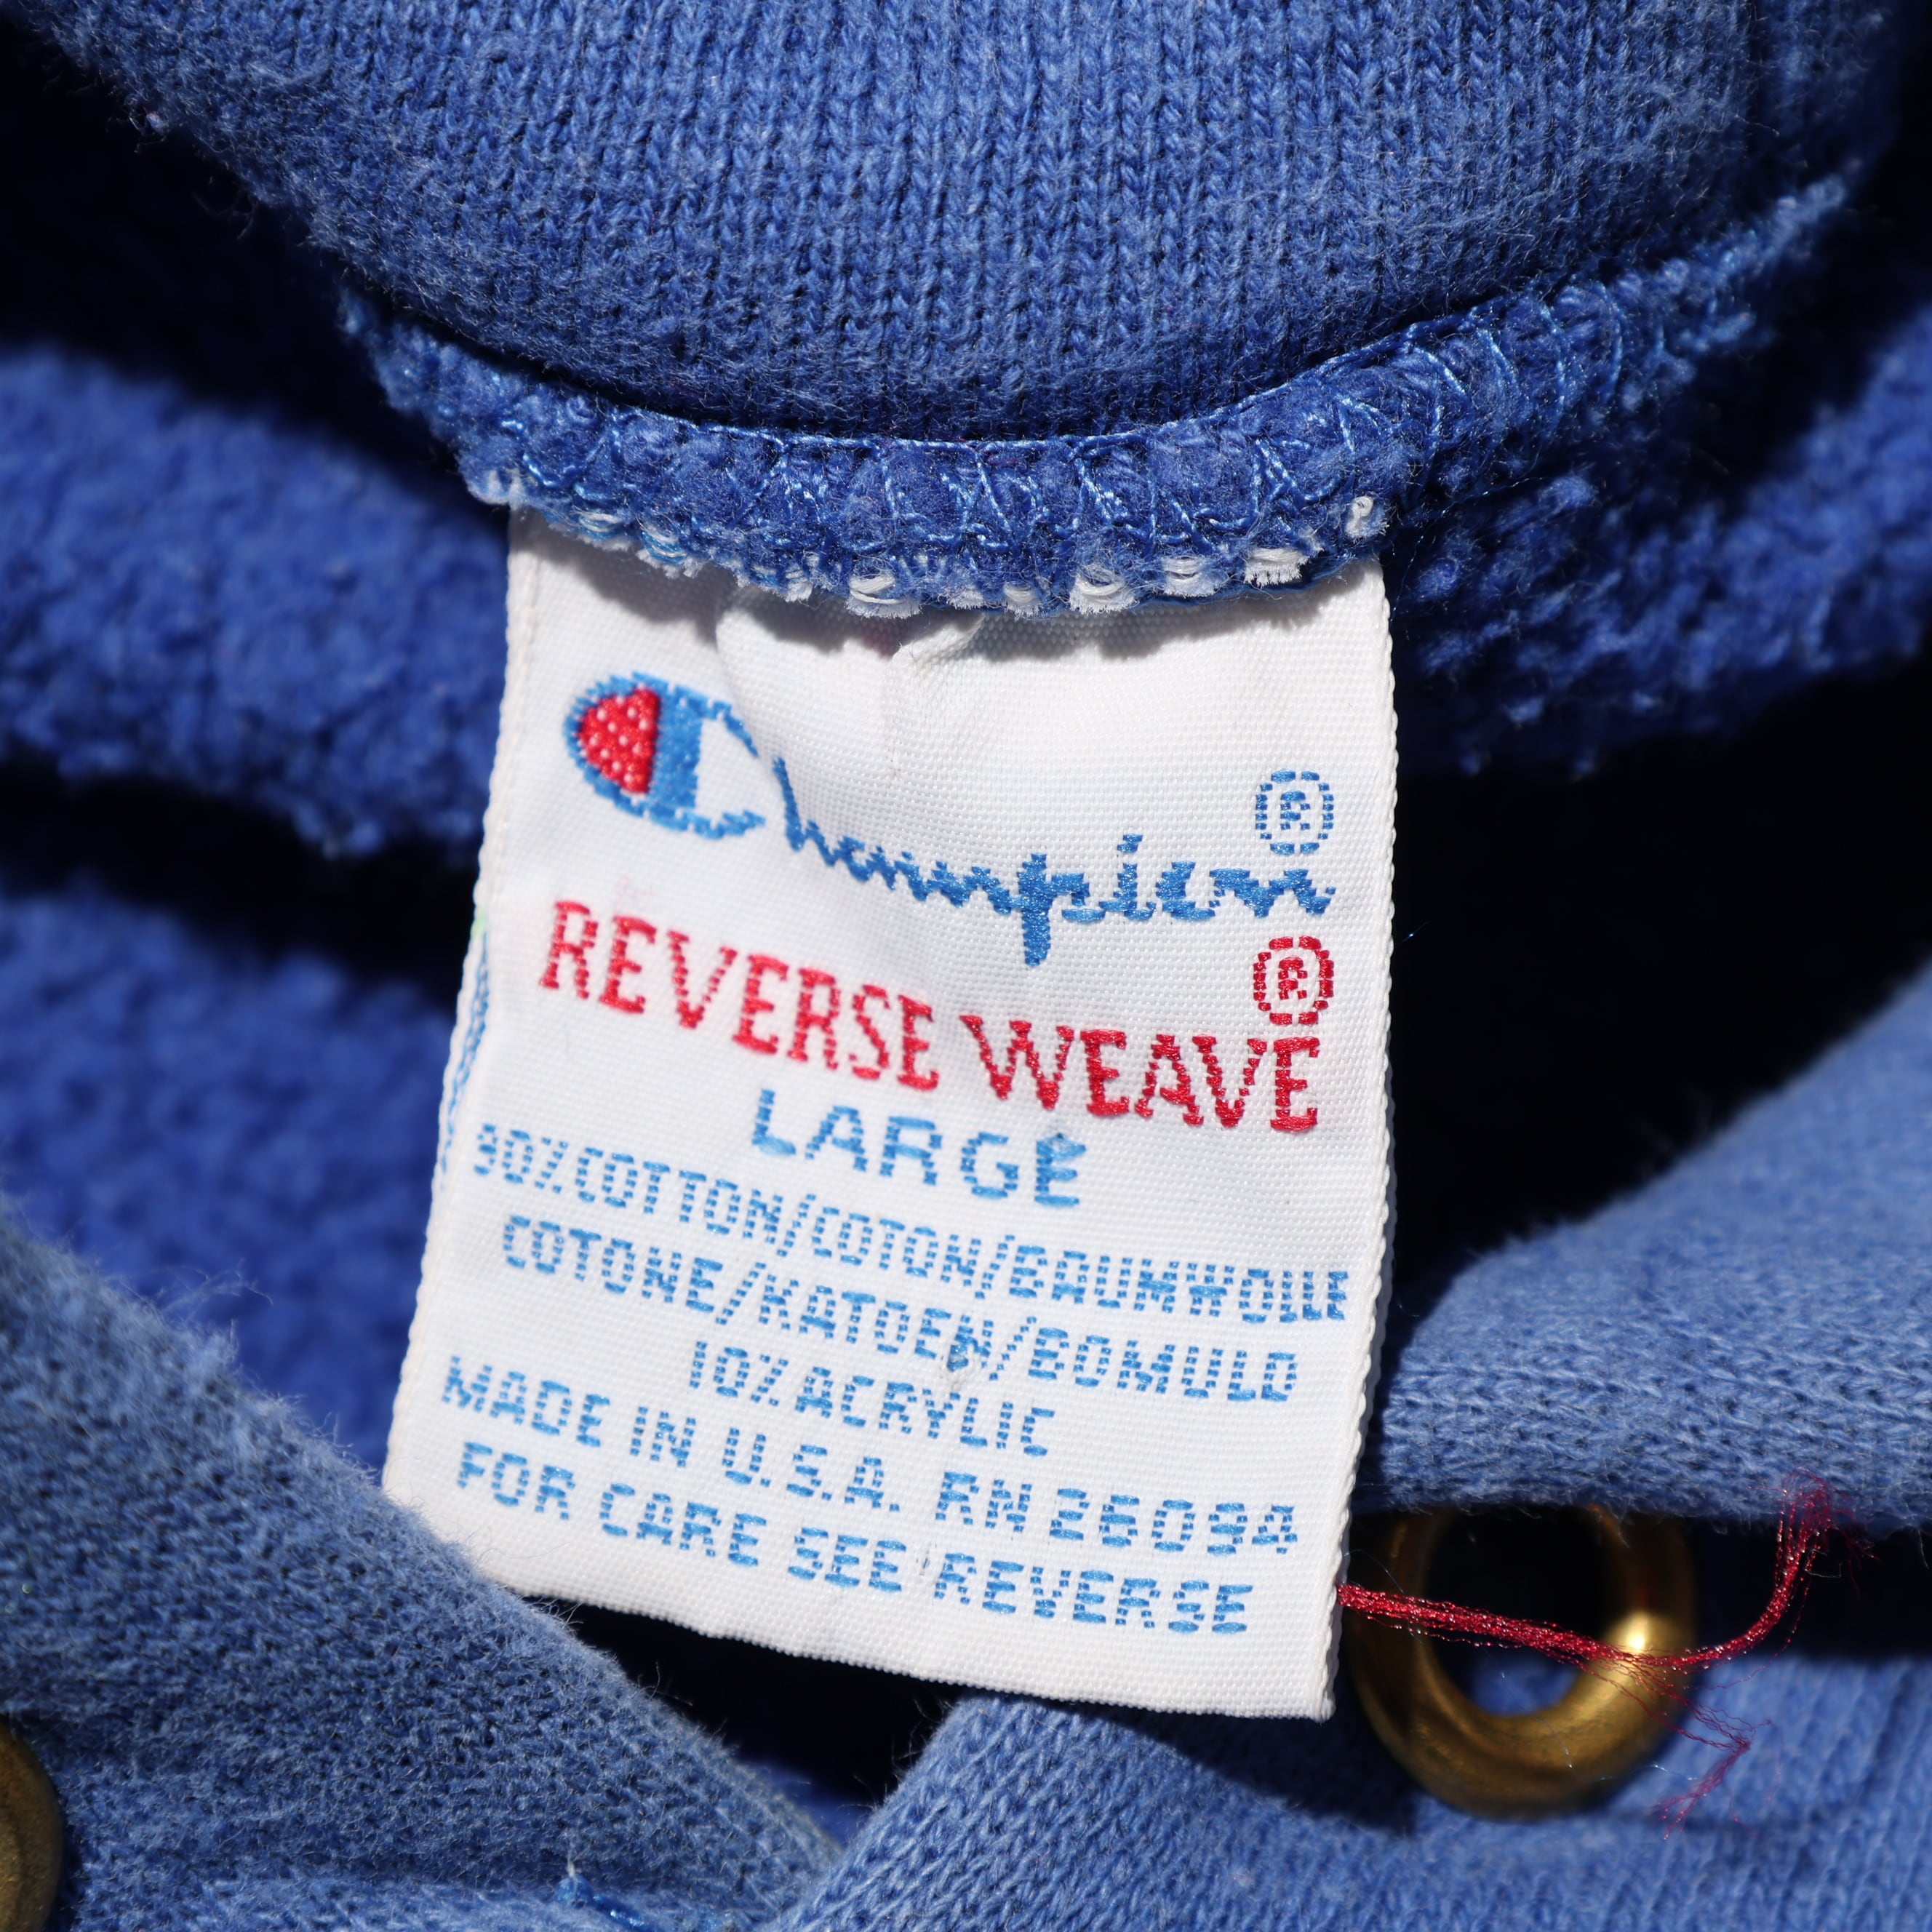 Champion®
REVERSE WEAVE®
LARGE
90% COTTON/COTON/BAUMWOLLE
COTONE/KATOEN/BOMULD
10% ACRYLIC
MADE IN U.S.A. RN 26094
FOR CARE SEE REVERSE